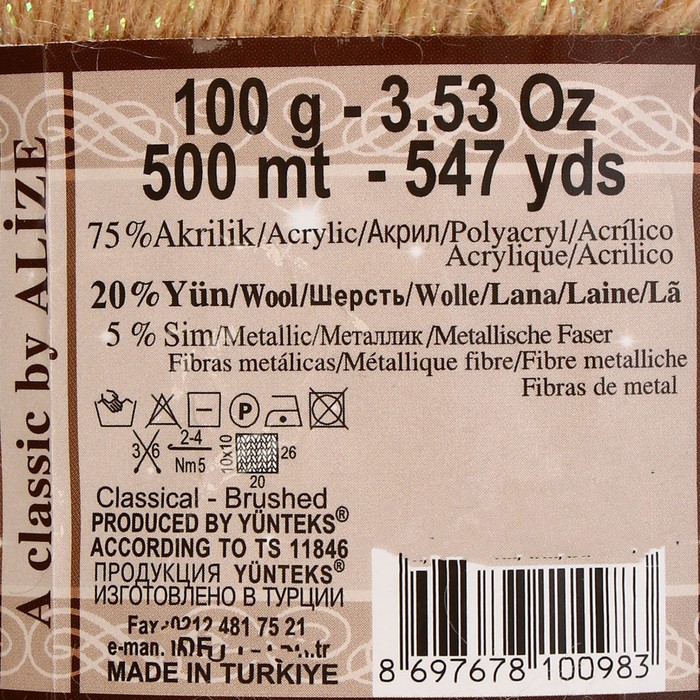 A classic by ALİZE
100 g - 3.53 Oz
500 mt - 547 yds
75 % Akrilik/Acrylic/Акрил/Polyacryl/Acrílico
Acrylique/Acrilico
20 % Yün/Wool/Шерсть/Wolle/Lana/Laine/Lã
5 % Sim/Metallic/Металлик/Metallische Faser
Fibras metálicas/Métallique fibre/Fibre metalliche
Fibras de metal
P
3 6 2-4 Nm5 10x10 26
20
Classical - Brushed
PRODUCED BY YÜNTEKS®
ACCORDING TO TS 11846
ПРОДУКЦИЯ YÜNTEKS®
ИЗГОТОВЛЕНО В ТУРЦИИ
0212 481 75 21
MADE IN TURKIYE
8 697678 100983